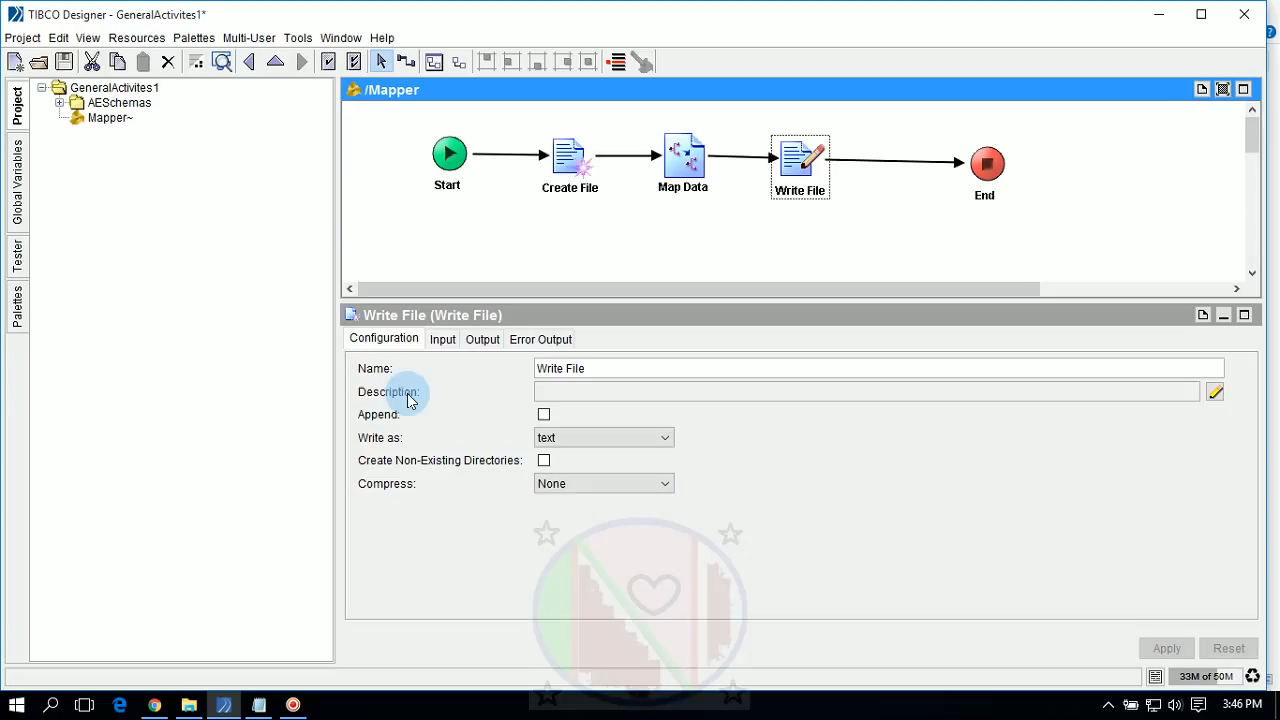 TIBCO Designer - GeneralActivites1*
Project Edit View Resources Palettes Multi-User Tools Window Help
Project
Global Variables
Tester
Palettes
GeneralActivites1
AESchemas
Mapper~
/Mapper
Start
Create File
Map Data
Write File
End
Write File (Write File)
Configuration Input Output Error Output
Name: Write File
Description:
Append:
Write as: text
Create Non-Existing Directories:
Compress: None
Apply Reset
33M of 50M
3:46 PM